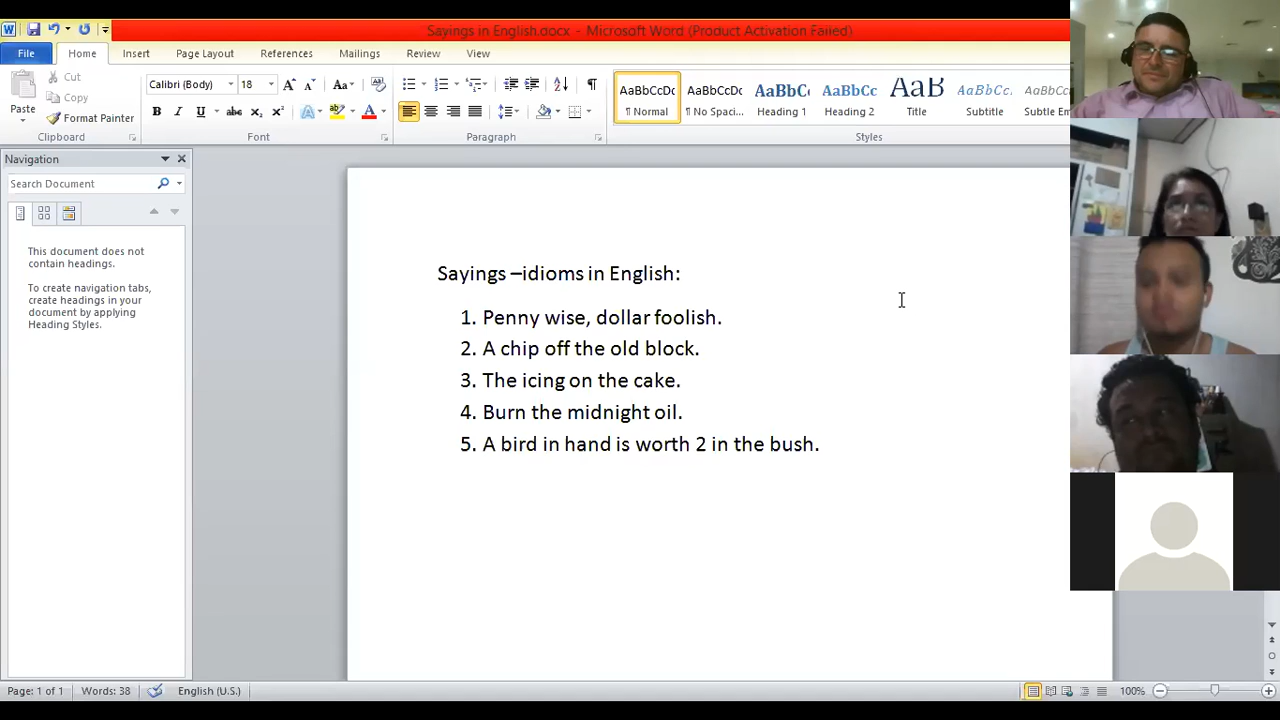 Sayings in English.docx - Microsoft Word (Product Activation Failed)
File Home Insert Page Layout References Mailings Review View
Paste
Cut
Copy
Format Painter
Clipboard
Calibri (Body) 18
Font
Paragraph
AaBbCcDc AaBbCcDc AaBbC AaBbCc AaB AaBbCc. AaBbCc
¶ Normal ¶ No Spaci... Heading 1 Heading 2 Title Subtitle Subtle Em
Styles
Navigation
Search Document
This document does not
contain headings.
To create navigation tabs,
create headings in your
document by applying
Heading Styles.
Sayings –idioms in English:
1. Penny wise, dollar foolish.
2. A chip off the old block.
3. The icing on the cake.
4. Burn the midnight oil.
5. A bird in hand is worth 2 in the bush.
Page: 1 of 1 Words: 38 English (U.S.) 100%